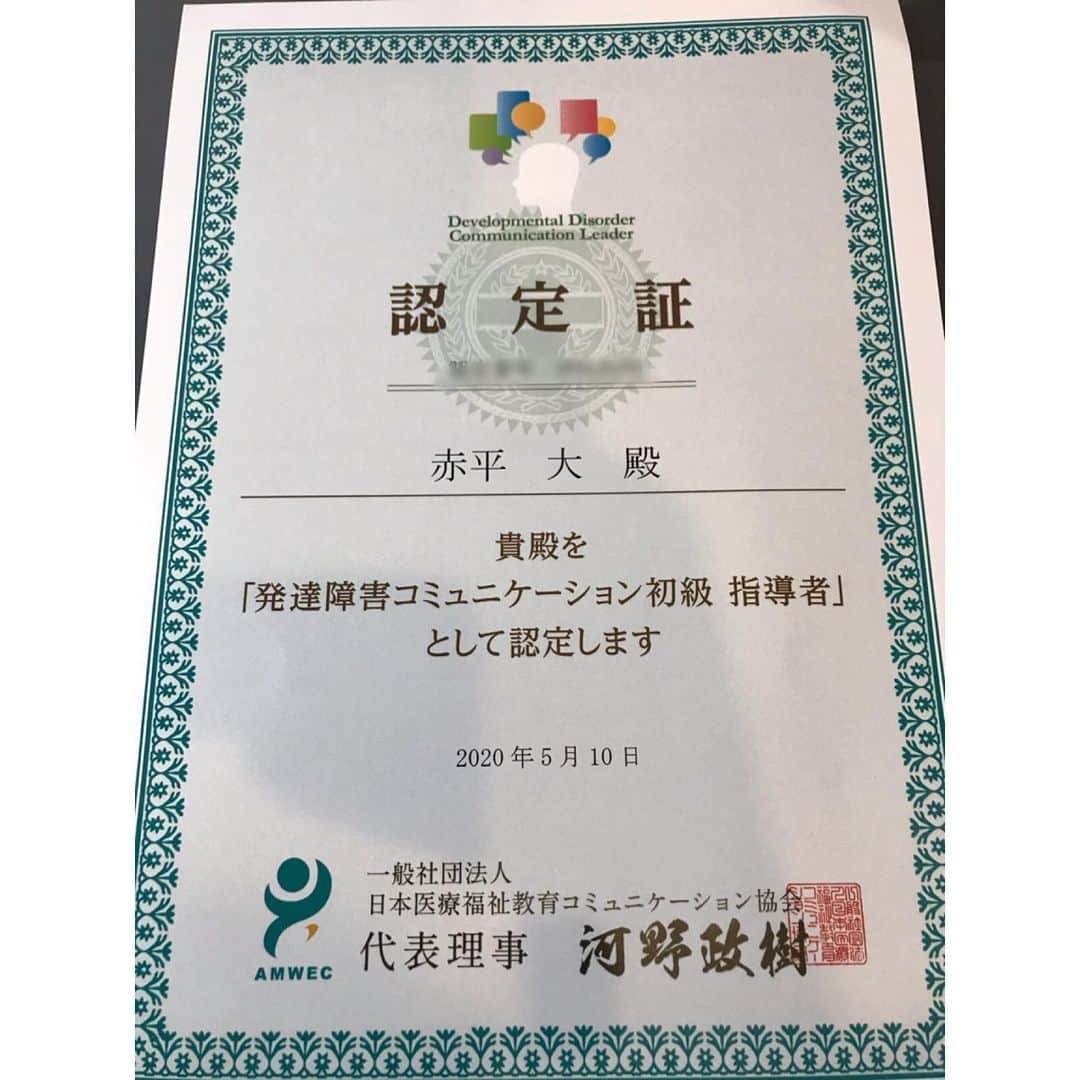 Developmental Disorder
Communication Leader
認 定 証
赤平 大 殿
貴殿を
「発達障害コミュニケーション初級 指導者」
として認定します
2020年5月10日
一般社団法人
日本医療福祉教育コミュニケーション協会
代表理事 河野政樹
AMWEC